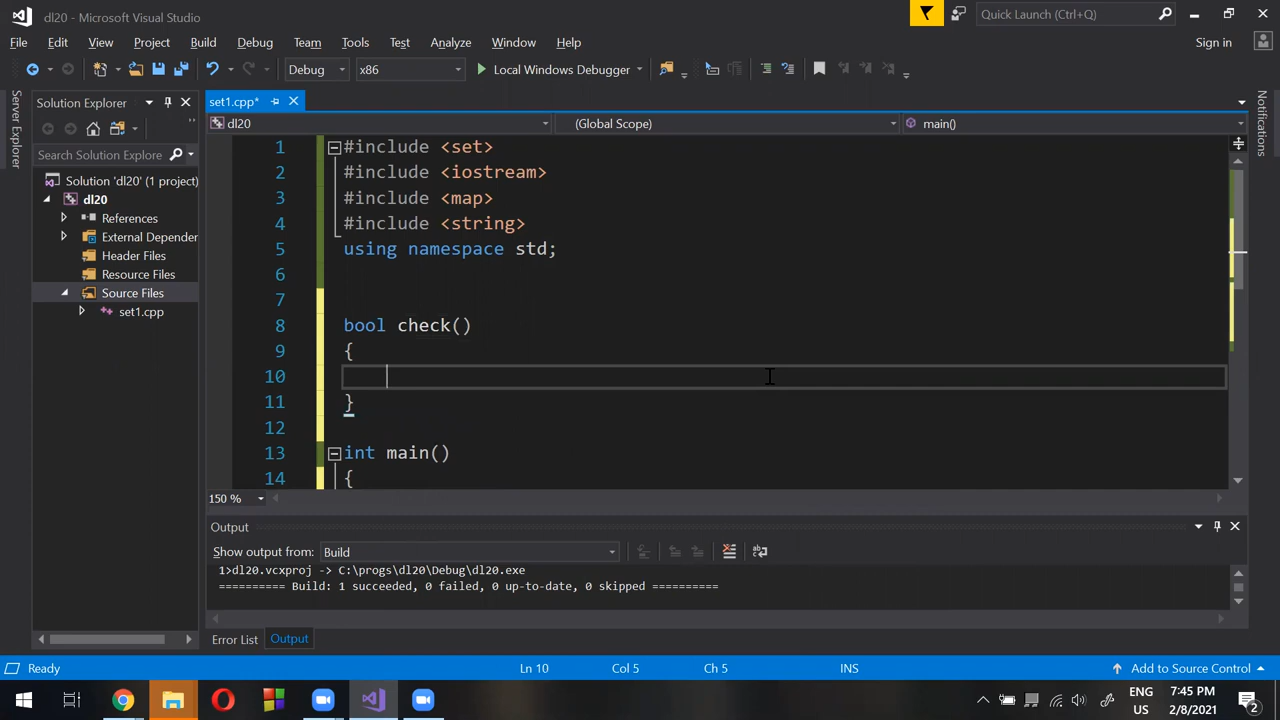 dl20 - Microsoft Visual Studio
Quick Launch (Ctrl+Q)
File Edit View Project Build Debug Team Tools Test Analyze Window Help
Sign in
Debug x86 Local Windows Debugger
Server Explorer
Solution Explorer
Search Solution Explorer
Solution 'dl20' (1 project)
dl20
References
External Depender
Header Files
Resource Files
Source Files
set1.cpp
set1.cpp*
dl20 (Global Scope) main()
1 #include <set>
2 #include <iostream>
3 #include <map>
4 #include <string>
5 using namespace std;
6
7
8 bool check()
9 {
10
11 }
12
13 int main()
14 {
150 %
Notifications
Output
Show output from: Build
1>dl20.vcxproj -> C:\progs\dl20\Debug\dl20.exe
========== Build: 1 succeeded, 0 failed, 0 up-to-date, 0 skipped ==========
Error List Output
Ready Ln 10 Col 5 Ch 5 INS Add to Source Control
ENG 7:45 PM
US 2/8/2021
2